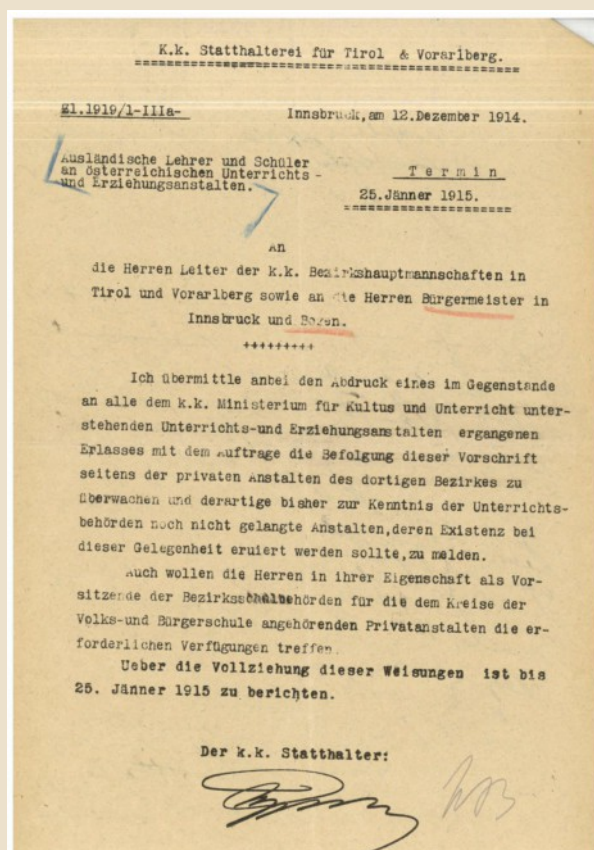 K.k. Statthalterei für Tirol & Vorarlberg.
Zl.1919/1-IIIa-
Innsbruck,am 12.Dezember 1914.
Ausländische Lehrer und Schüler
an österreichischen Unterrichts-
und Erziehungsanstalten.
Termin
25.Jänner 1915.
An
die Herren Leiter der k.k. Bezirkshauptmannschaften in
Tirol und Vorarlberg sowie an die Herren Bürgermeister in
Innsbruck und Bozen.
+++++++++
Ich übermittle anbei den Abdruck eines im Gegenstande
an alle dem k.k. Ministerium für Kultus und Unterricht unter-
stehenden Unterrichts-und Erziehungsanstalten ergangenen
Erlasses mit dem Auftrage die Befolgung dieser Vorschrift
seitens der privaten Anstalten des dortigen Bezirkes zu
überwachen und derartige bisher zur Kenntnis der Unterrichts-
behörden noch nicht gelangte Anstalten,deren Existenz bei
dieser Gelegenheit eruiert werden sollte,zu melden.
Auch wollen die Herren in ihrer Eigenschaft als Vor-
sitzende der Bezirksschulbehörden für die dem Kreise der
Volks-und Bürgerschule angehörenden Privatanstalten die er-
forderlichen Verfügungen treffen.
Ueber die Vollziehung dieser Weisungen ist bis
25. Jänner 1915 zu berichten.
Der k.k. Statthalter: